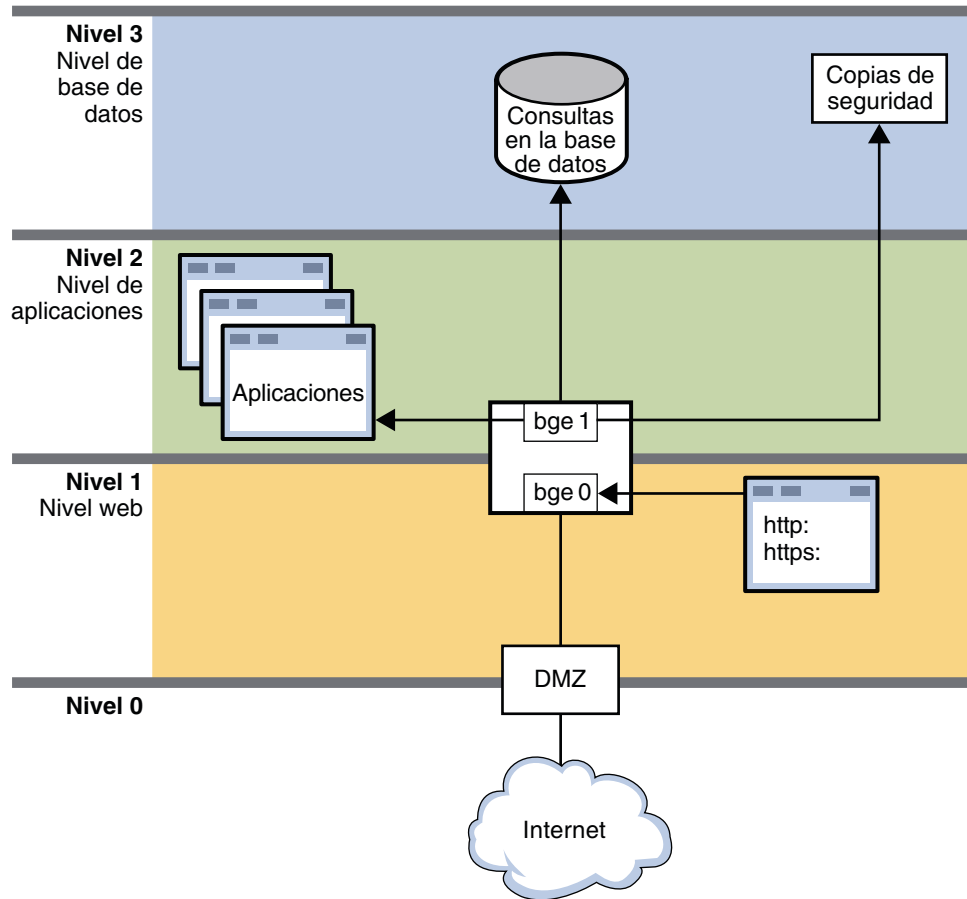 Nivel 3
Nivel de
base de
datos
Consultas
en la base
de datos
Copias de
seguridad
Nivel 2
Nivel de
aplicaciones
Aplicaciones
bge 1
Nivel 1
Nivel web
bge 0
http:
https:
DMZ
Nivel 0
Internet